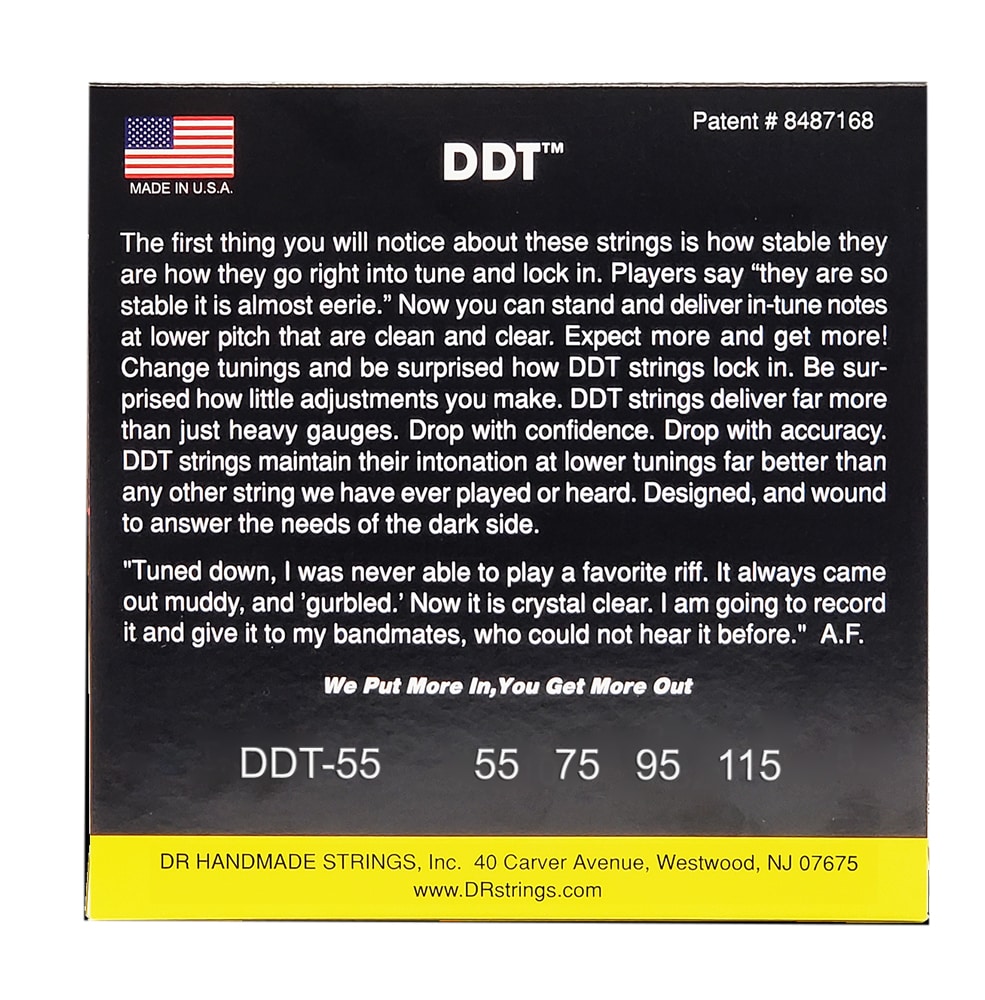 Patent # 8487168
MADE IN U.S.A.
DDT™
The first thing you will notice about these strings is how stable they
are how they go right into tune and lock in. Players say “they are so
stable it is almost eerie.” Now you can stand and deliver in-tune notes
at lower pitch that are clean and clear. Expect more and get more!
Change tunings and be surprised how DDT strings lock in. Be sur-
prised how little adjustments you make. DDT strings deliver far more
than just heavy gauges. Drop with confidence. Drop with accuracy.
DDT strings maintain their intonation at lower tunings far better than
any other string we have ever played or heard. Designed, and wound
to answer the needs of the dark side.
"Tuned down, I was never able to play a favorite riff. It always came
out muddy, and 'gurbled.' Now it is crystal clear. I am going to record
it and give it to my bandmates, who could not hear it before." A.F.
We Put More In,You Get More Out
DDT-55 55 75 95 115
DR HANDMADE STRINGS, Inc. 40 Carver Avenue, Westwood, NJ 07675
www.DRstrings.com